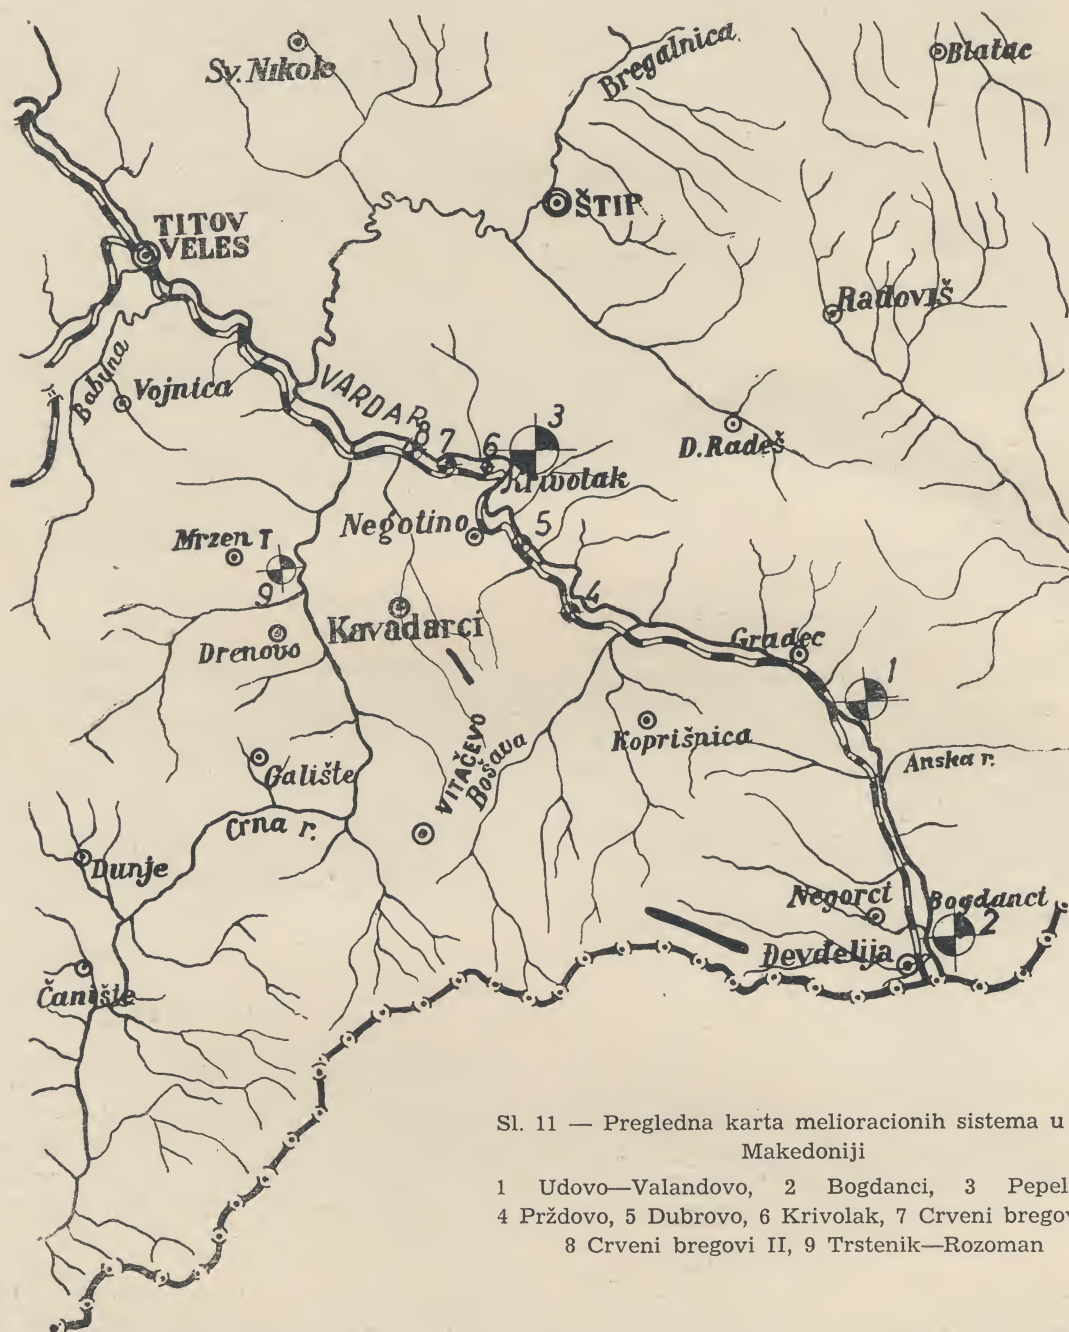 Bregalnica
Blatac
Sv. Nikole
ŠTIP
TITOV
VELES
Radoviš
Babuna
Vojnica
VARDAR
8
7
6
3
D. Radeš
Krivolak
Negotino
5
Mrzen T
9
4
Kavadarci
Drenovo
Gradec
1
Koprišnica
Galište
VITAČEVO
Bošava
Anska r.
Crna r.
Dunje
Negorci
Bogdanci
2
Đevđelija
Čanište
Sl. 11 — Pregledna karta melioracionih sistema u
Makedoniji
1 Udovo—Valandovo, 2 Bogdanci, 3 Pepel
4 Prždovo, 5 Dubrovo, 6 Krivolak, 7 Crveni bregov
8 Crveni bregovi II, 9 Trstenik—Rozoman